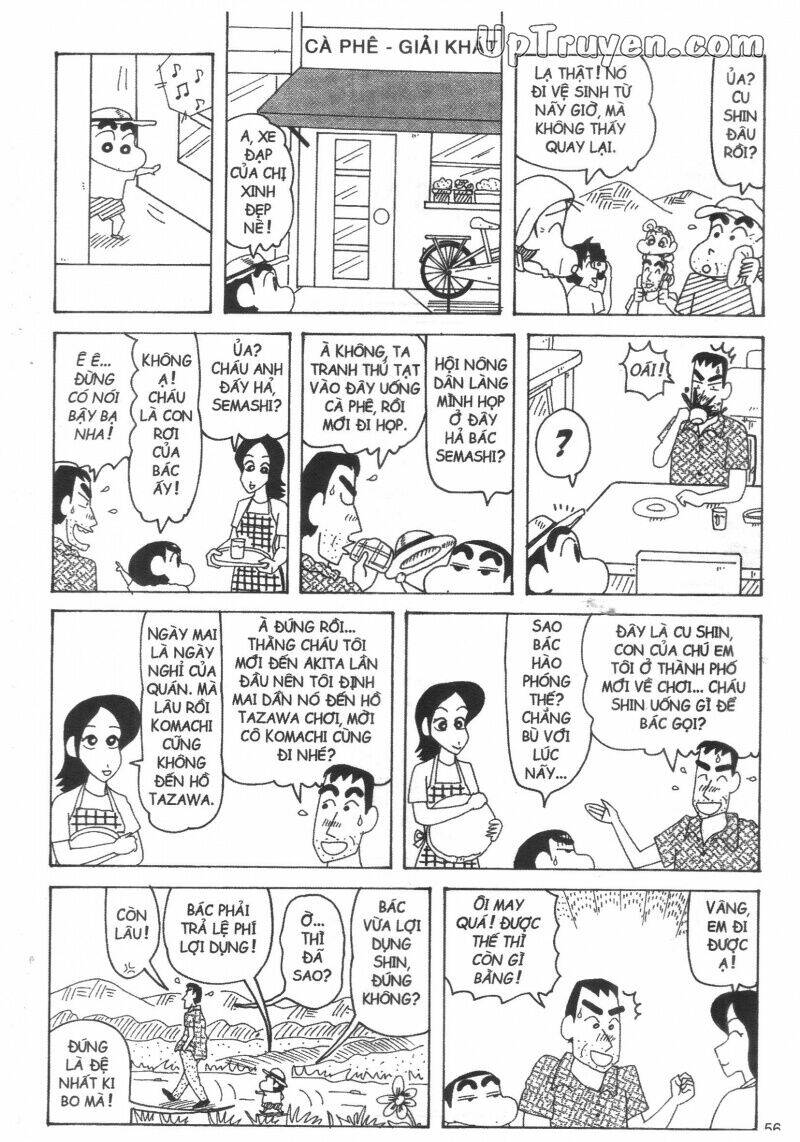 UpTruyen.com
ỦA?
CU
SHIN
ĐÂU
RỒI?
LẠ THẬT! NÓ
ĐI VỆ SINH TỪ
NÃY GIỜ, MÀ
KHÔNG THẤY
QUAY LẠI.
CÀ PHÊ - GIẢI KHÁT
A, XE
ĐẠP
CỦA CHỊ
XINH
ĐẸP
NÈ!
OÁI!
?
HỘI NÔNG
DÂN LÀNG
MÌNH HỌP
Ở ĐÂY
HẢ BÁC
SEMASHI?
À KHÔNG, TA
TRANH THỦ TẠT
VÀO ĐÂY UỐNG
CÀ PHÊ, RỒI
MỚI ĐI HỌP.
ỦA?
CHÁU ANH
ĐẤY HẢ,
SEMASHI?
KHÔNG
Ạ!
CHÁU
LÀ CON
RƠI
CỦA
BÁC
ẤY!
Ê Ê...
ĐỪNG
CÓ NÓI
BẬY BẠ
NHA!
ĐÂY LÀ CU SHIN,
CON CỦA CHÚ EM
TÔI Ở THÀNH PHỐ
MỚI VỀ CHƠI... CHÁU
SHIN UỐNG GÌ ĐỂ
BÁC GỌI?
SAO
BÁC
HÀO
PHÓNG
THẾ?
CHẲNG
BÙ VỚI
LÚC
NÃY...
À ĐÚNG RỒI...
THẰNG CHÁU TÔI
MỚI ĐẾN AKITA LẦN
ĐẦU NÊN TÔI ĐỊNH
MAI DẪN NÓ ĐẾN HỒ
TAZAWA CHƠI, MỜI
CÔ KOMACHI CÙNG
ĐI NHÉ?
NGÀY MAI
LÀ NGÀY
NGHỈ CỦA
QUÁN. MÀ
LÂU RỒI
KOMACHI
CŨNG
KHÔNG
ĐẾN HỒ
TAZAWA.
VÂNG,
EM ĐI
ĐƯỢC
Ạ!
ÔI MAY
QUÁ! ĐƯỢC
THẾ THÌ
CÒN GÌ
BẰNG!
BÁC
VỪA LỢI
DỤNG
SHIN,
ĐÚNG
KHÔNG?
Ờ...
THÌ
ĐÃ
SAO?
BÁC PHẢI
TRẢ LỆ PHÍ
LỢI DỤNG!
CÒN
LÂU!
ĐÚNG
LÀ ĐỆ
NHẤT KI
BO MÀ!
56